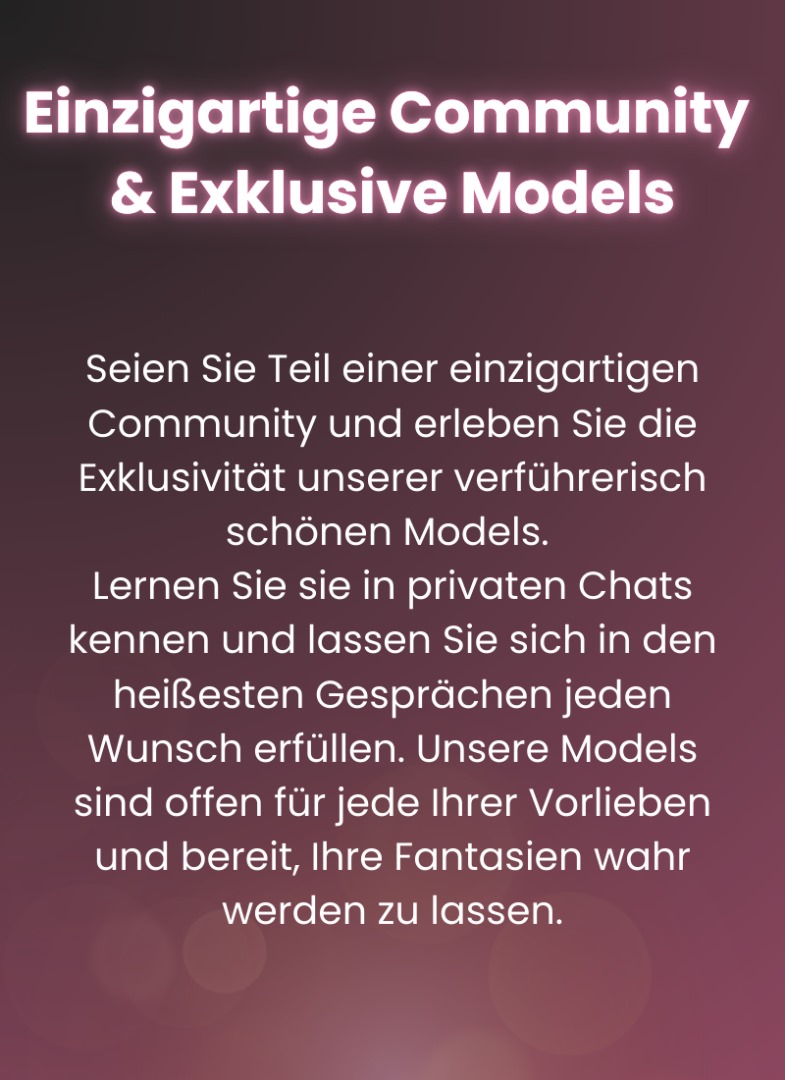 Einzigartige Community
& Exklusive Models
Seien Sie Teil einer einzigartigen
Community und erleben Sie die
Exklusivität unserer verführerisch
schönen Models.
Lernen Sie sie in privaten Chats
kennen und lassen Sie sich in den
heißesten Gesprächen jeden
Wunsch erfüllen. Unsere Models
sind offen für jede Ihrer Vorlieben
und bereit, Ihre Fantasien wahr
werden zu lassen.